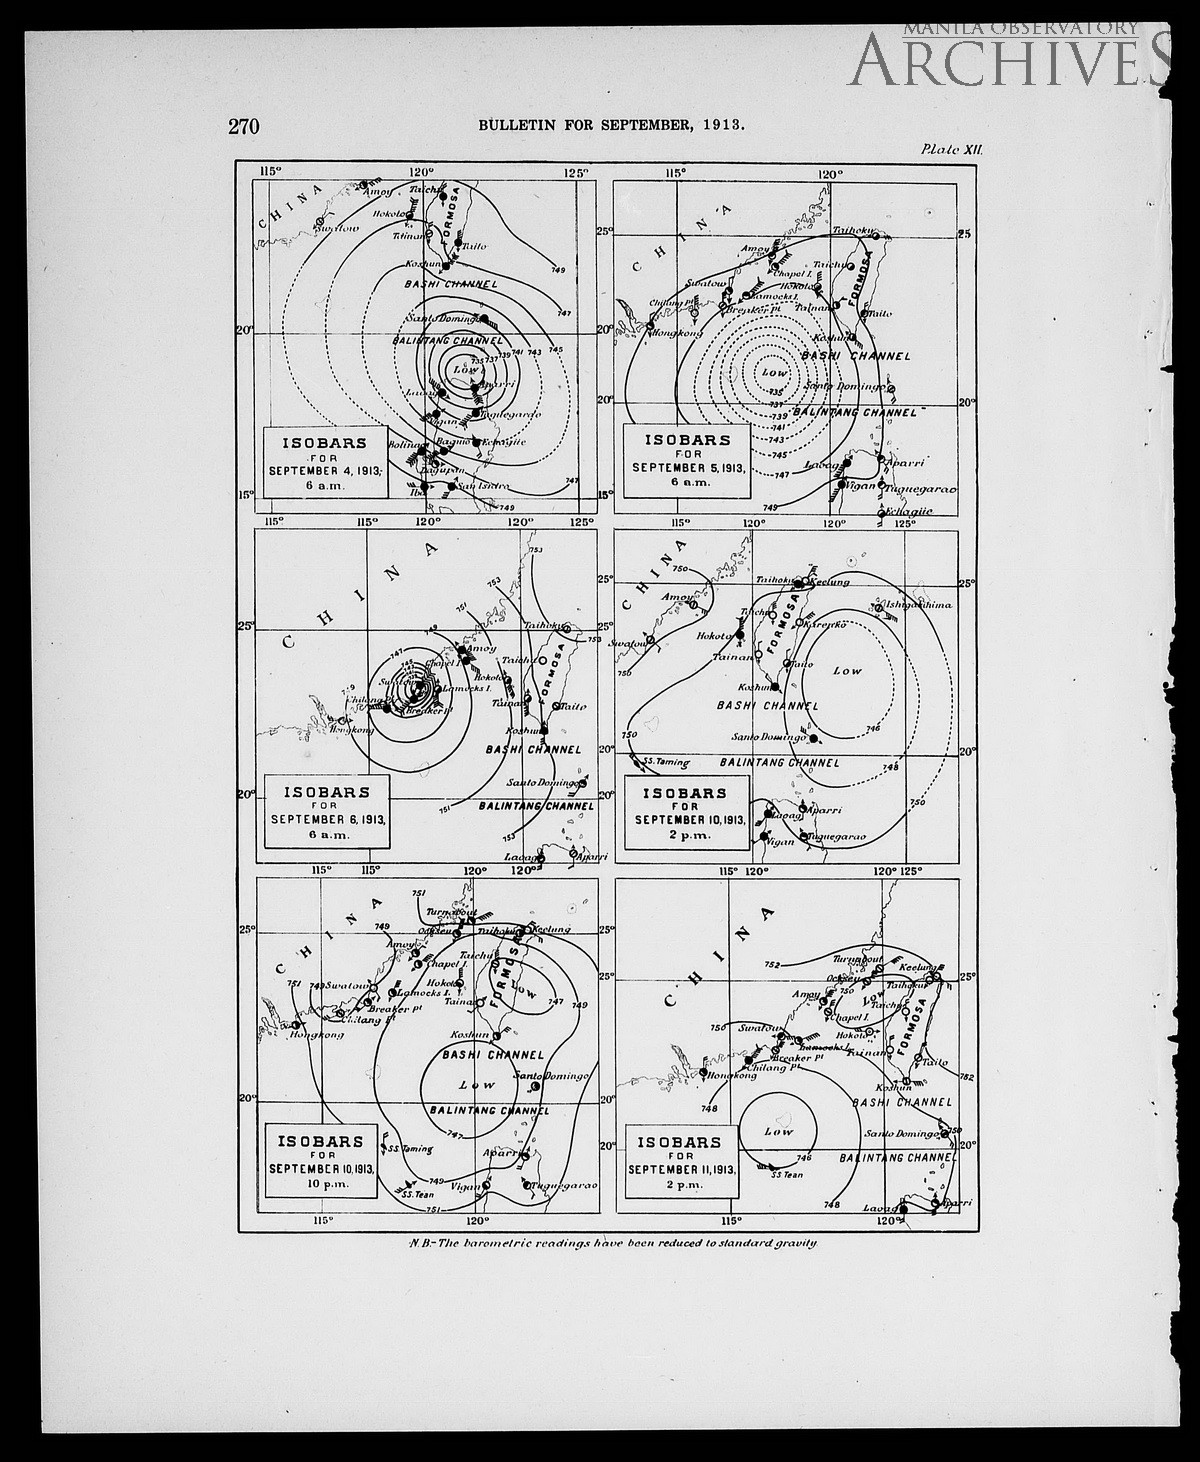 MANILA OBSERVATORY
ARCHIVES
270
BULLETIN FOR SEPTEMBER, 1913.
Plate XII.
115° 120° 125°
CHINA
Amoy
Taichu
Hokoto
Swatow
Tainan
FORMOSA
Taito
Koshun
749
BASHI CHANNEL
747
Santo Domingo
20°
BALINTANG CHANNEL
735 737 739 741 743 745
Low
Aparri
Laoag
Vigan
Tuguegarao
Bolinao
Baguio
Echagüe
Dagupan
Iba
San Isidro
747
749
15°
ISOBARS
FOR
SEPTEMBER 4, 1913,
6 a.m.
115° 120°
CHINA
Taihoku
25°
Amoy
Chapel I.
Taichu
FORMOSA
Swatow
Hokoto
Chilang Pt
Lamocks I.
Breaker Pt
Tainan
Taito
Hongkong
Koshun
20°
BASHI CHANNEL
Low
Santo Domingo
735
737
739
741
743
745
747
BALINTANG CHANNEL
20°
Laoag
Aparri
Vigan
Tuguegarao
749
Echagüe
15°
ISOBARS
FOR
SEPTEMBER 5, 1913,
6 a.m.
115° 120° 120° 125°
CHINA
753
753
751
749
Taihoku
25°
753
747
Amoy
Chapel I.
Taichu
FORMOSA
Hokoto
Swatow
Lamocks I.
Chilang Pt
Breaker Pt
Tainan
Taito
Hongkong
749
Koshun
BASHI CHANNEL
Santo Domingo
20°
BALINTANG CHANNEL
751
753
Laoag
Aparri
ISOBARS
FOR
SEPTEMBER 6, 1913,
6 a.m.
115° 120° 120° 125°
CHINA
750
Taihoku
Keelung
25°
Amoy
Ishigakihima
Taichu
FORMOSA
Karenko
Hokoto
Swatow
Tainan
Taito
Low
750
Koshun
BASHI CHANNEL
746
750
Santo Domingo
20°
SS. Taming
BALINTANG CHANNEL
748
750
Laoag
Aparri
Vigan
Tuguegarao
ISOBARS
FOR
SEPTEMBER 10, 1913,
2 p.m.
115° 115° 120° 120°
CHINA
751
749
Turnabout
Ockseu
Taihoku
Keelung
25°
Amoy
Chapel I.
Taichu
FORMOSA
751
749
Swatow
Hokoto
Low
Lamocks I.
Tainan
747
749
Breaker Pt
Chilang Pt
Hongkong
Koshun
BASHI CHANNEL
Low
Santo Domingo
20°
BALINTANG CHANNEL
747
SS. Taming
Aparri
749
SS. Tean
Vigan
Tuguegarao
751
ISOBARS
FOR
SEPTEMBER 10, 1913,
10 p.m.
115° 120°
115° 120° 120° 125°
CHINA
752
Turnabout
Ockseu
Keelung
25°
Amoy
750
Low
Taihoku
Taichu
Chapel I.
FORMOSA
750
Swatow
Hokoto
Lamocks I.
Breaker Pt
Tainan
Chilang Pt
Taito
Hongkong
Koshun
752
748
BASHI CHANNEL
Low
Santo Domingo
750
20°
746
BALINTANG CHANNEL
SS Tean
748
Laoag
Aparri
ISOBARS
FOR
SEPTEMBER 11, 1913,
2 p.m.
115° 120°
N.B.- The barometric readings have been reduced to standard gravity.